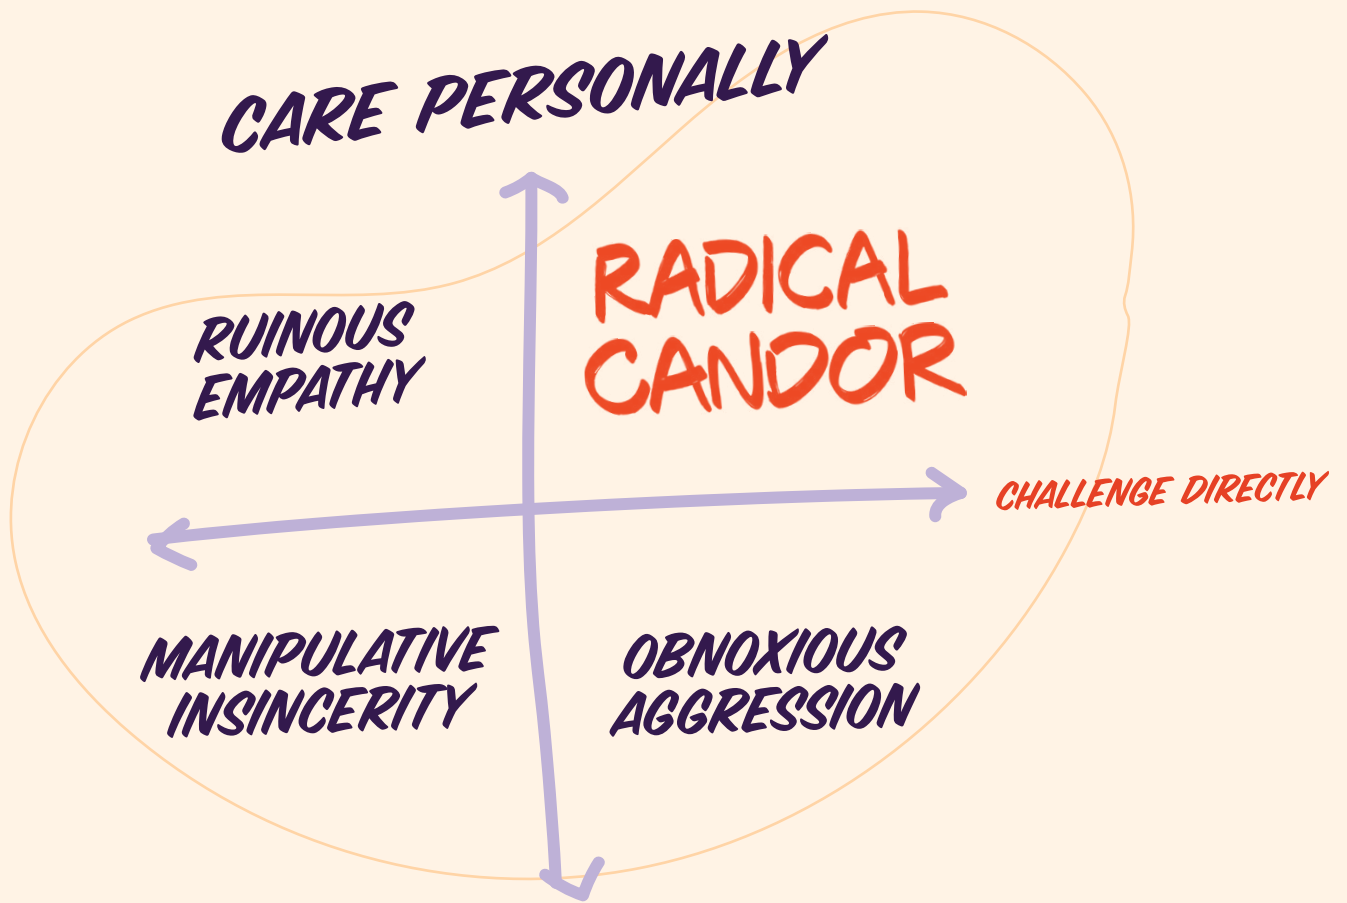 CARE PERSONALLY
RADICAL
CANDOR
RUINOUS
EMPATHY
CHALLENGE DIRECTLY
MANIPULATIVE
INSINCERITY
OBNOXIOUS
AGGRESSION